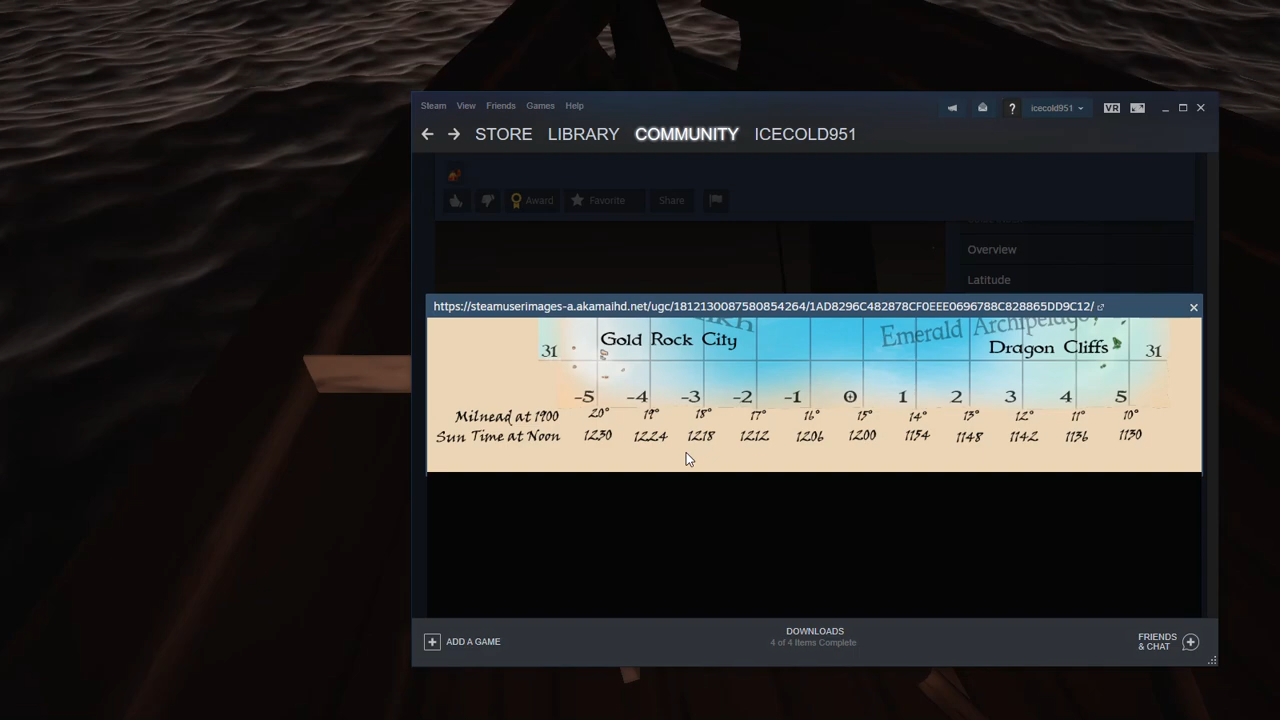 Steam View Friends Games Help
icecold951 VR
STORE LIBRARY COMMUNITY ICECOLD951
Award Favorite Share
Overview
Latitude
https://steamuserimages-a.akamaihd.net/ugc/1812130087580854264/1AD8296C482878CF0EEE0696788C828865DD9C12/
Emerald Archipelago
Gold Rock City Dragon Cliffs
31 31
-5 -4 -3 -2 -1 0 1 2 3 4 5
Milnead at 1900 20° 19° 18° 17° 16° 15° 14° 13° 12° 11° 10°
Sun Time at Noon 1230 1224 1218 1212 1206 1200 1154 1148 1142 1136 1130
ADD A GAME
DOWNLOADS
4 of 4 Items Complete
FRIENDS
& CHAT